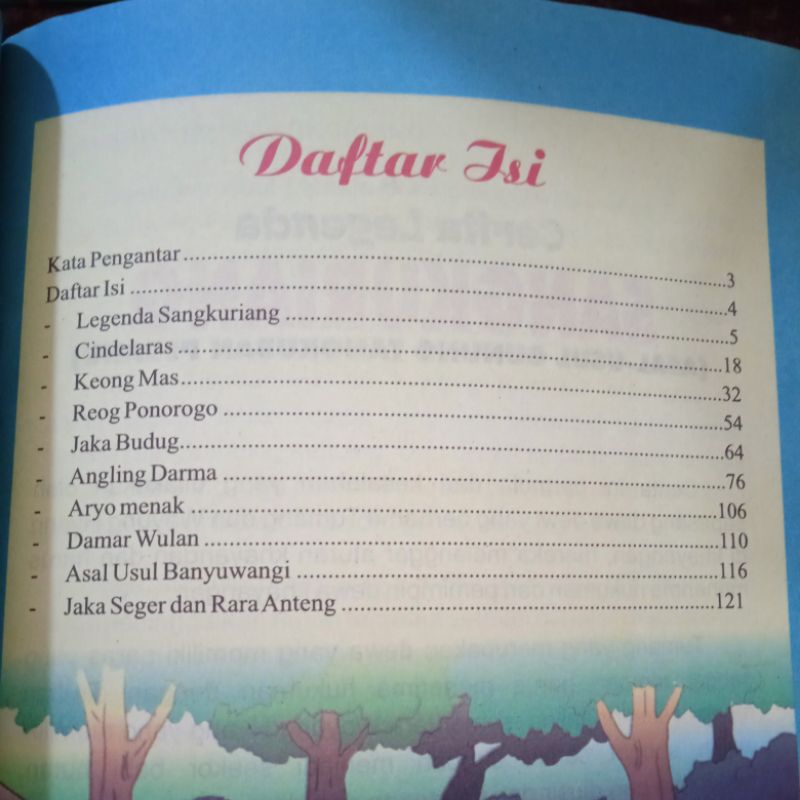 Daftar Isi
Kata Pengantar........................................................................3
Daftar Isi ................................................................................4
- Legenda Sangkuriang ............................................................5
- Cindelaras ...........................................................................18
- Keong Mas...........................................................................32
- Reog Ponorogo ....................................................................54
- Jaka Budug..........................................................................64
- Angling Darma .....................................................................76
- Aryo menak .........................................................................106
- Damar Wulan .......................................................................110
- Asal Usul Banyuwangi ..........................................................116
- Jaka Seger dan Rara Anteng ..................................................121